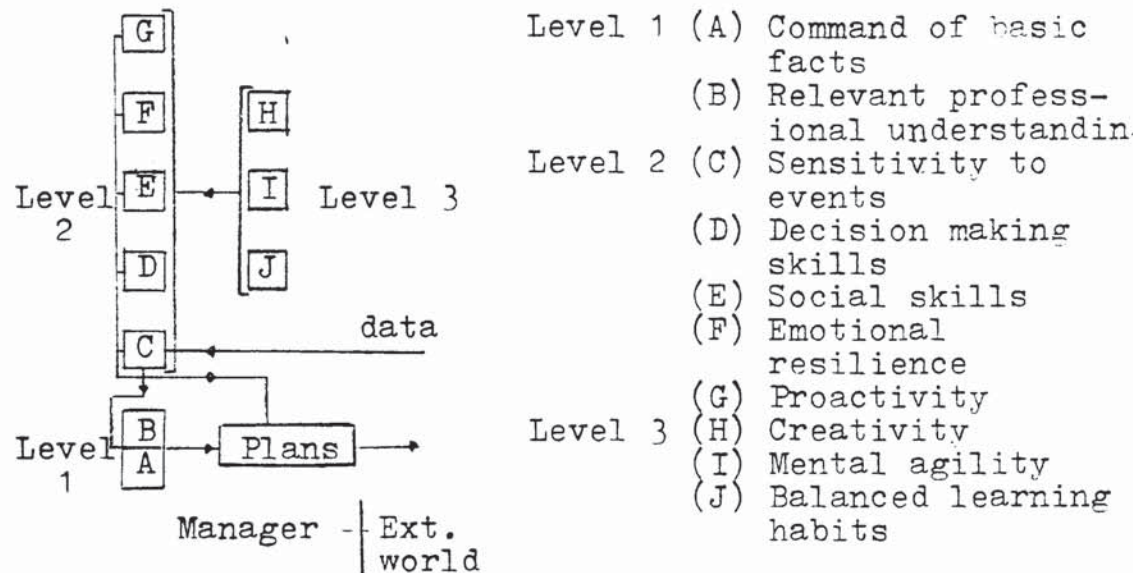 G
F
H
Level
2
E
I
Level 3
D
J
data
C
B
Level
1
A
Plans
Manager
Ext.
world
Level 1 (A) Command of basic
facts
(B) Relevant profess-
ional understandin
Level 2 (C) Sensitivity to
events
(D) Decision making
skills
(E) Social skills
(F) Emotional
resilience
(G) Proactivity
Level 3 (H) Creativity
(I) Mental agility
(J) Balanced learning
habits